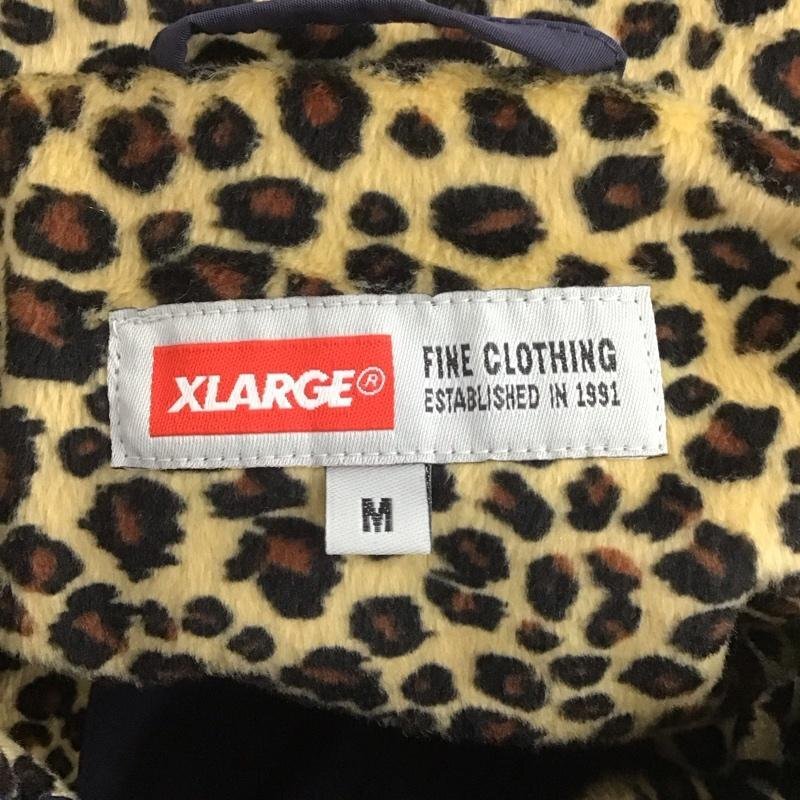 XLARGE®
FINE CLOTHING
ESTABLISHED IN 1991
M